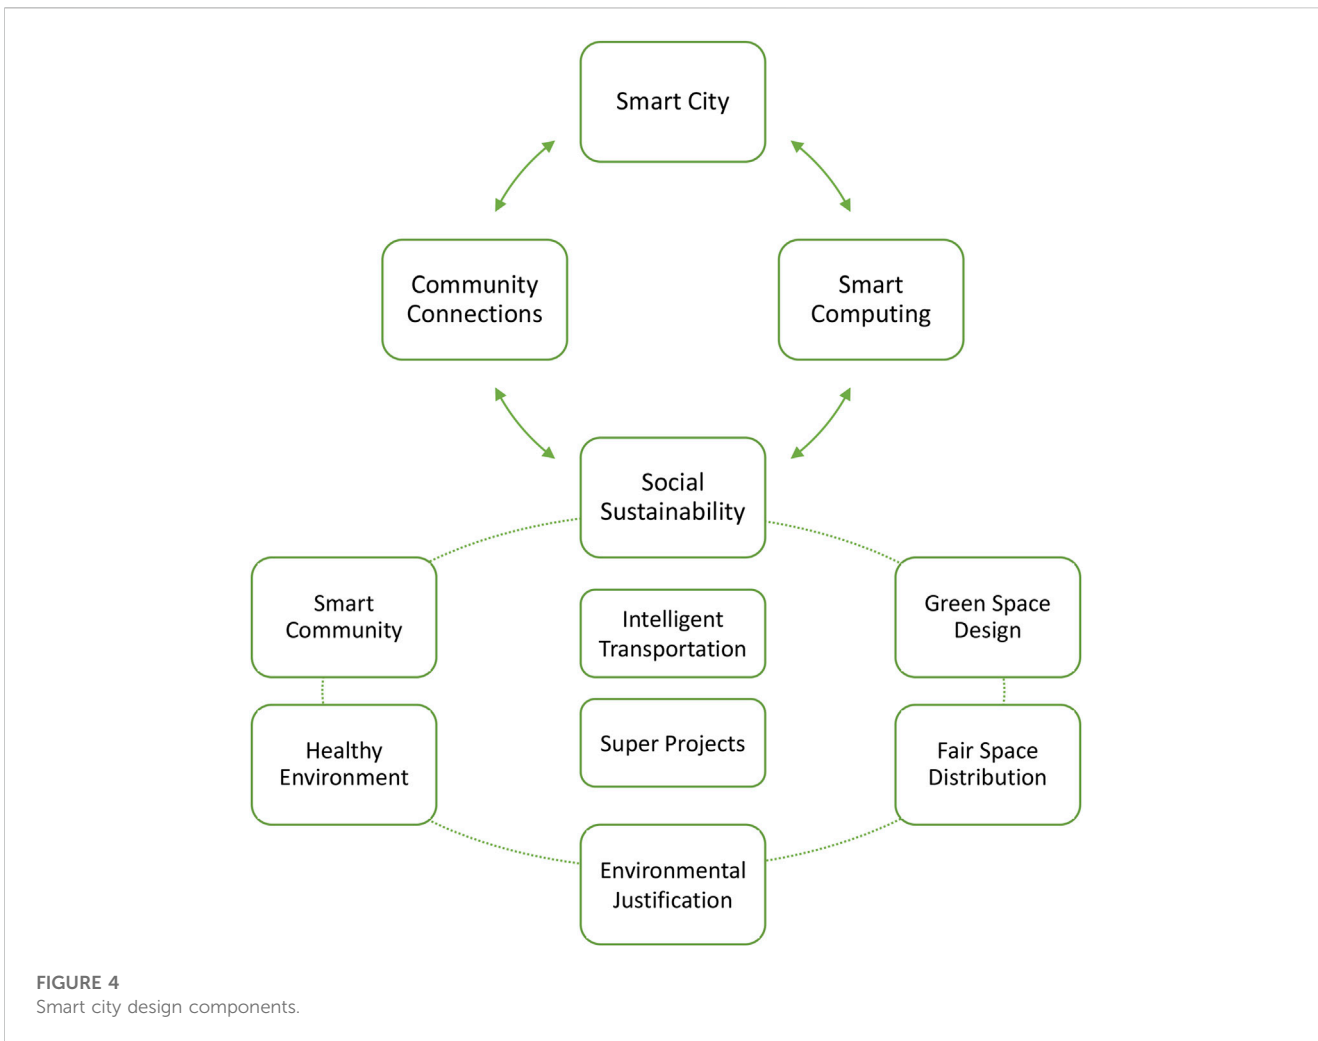 Smart City
Community
Connections
Smart
Computing
Social
Sustainability
Smart
Community
Intelligent
Transportation
Green Space
Design
Healthy
Environment
Super Projects
Fair Space
Distribution
Environmental
Justification
FIGURE 4
Smart city design components.